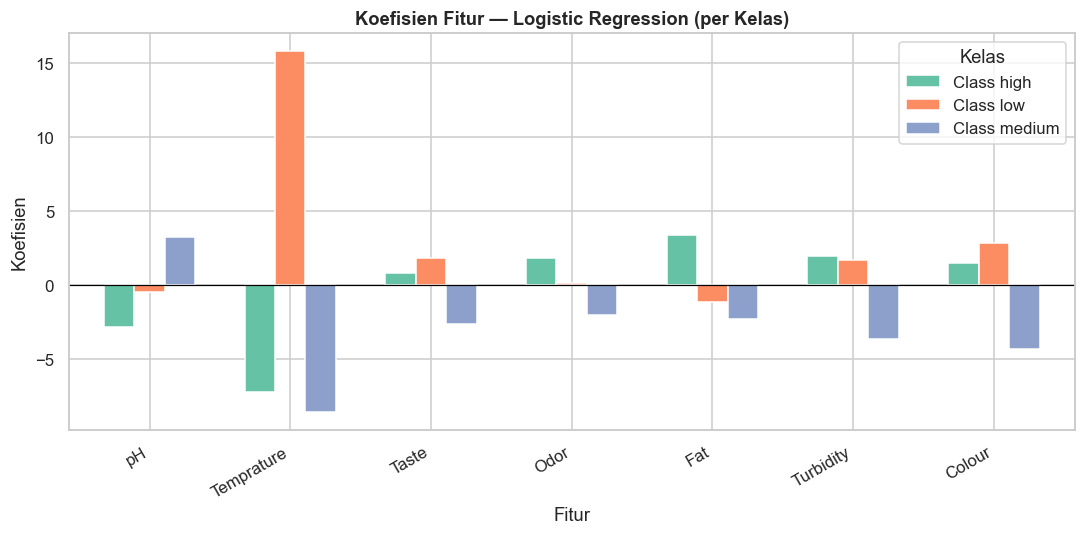 Koefisien Fitur — Logistic Regression (per Kelas)
Kelas
Class high
Class low
Class medium
Koefisien
15
10
5
0
−5
pH
Temprature
Taste
Odor
Fat
Turbidity
Colour
Fitur